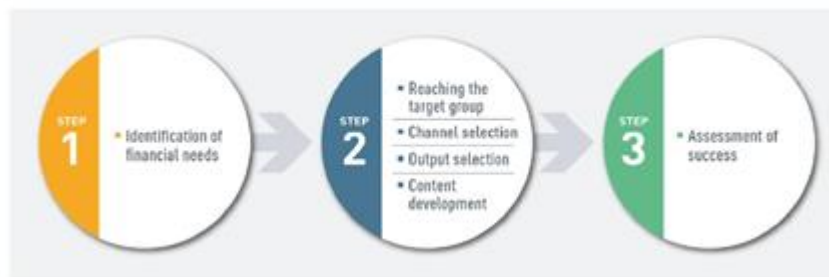 STEP
1
▪ Identification of
financial needs
STEP
2
▪ Reaching the
target group
▪ Channel selection
▪ Output selection
▪ Content
development
STEP
3
▪ Assessment of
success